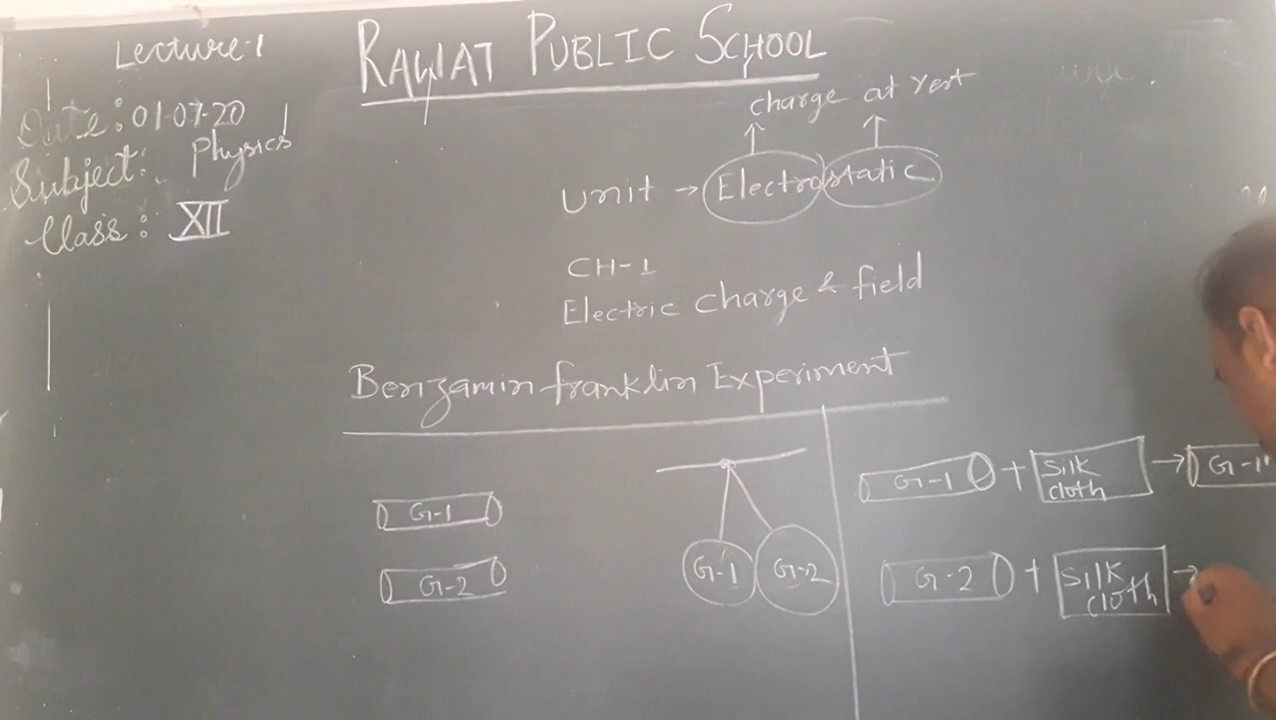 Lecture-1
RAWAT PUBLIC SCHOOL
Date: 01-07-20
Subject: Physics
Class: XII
charge at rest
unit → Electrostatic
CH-1
Electric charge & field
Benzamin franklin Experiment
G-1
G-2
G-1 G-2
G-1 + Silk cloth → G-1
G-2 + Silk cloth →